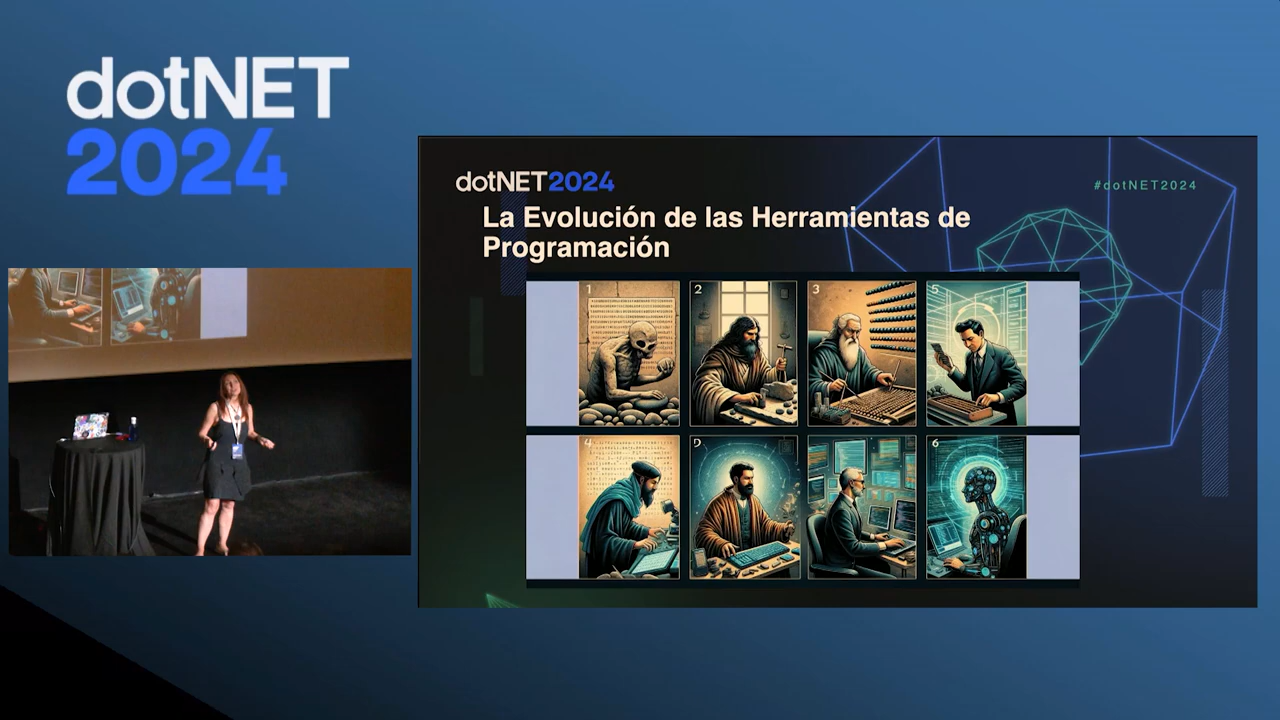 dotNET
2024
dotNET2024
#dotNET2024
La Evolución de las Herramientas de
Programación
1
2
3
5
4
6